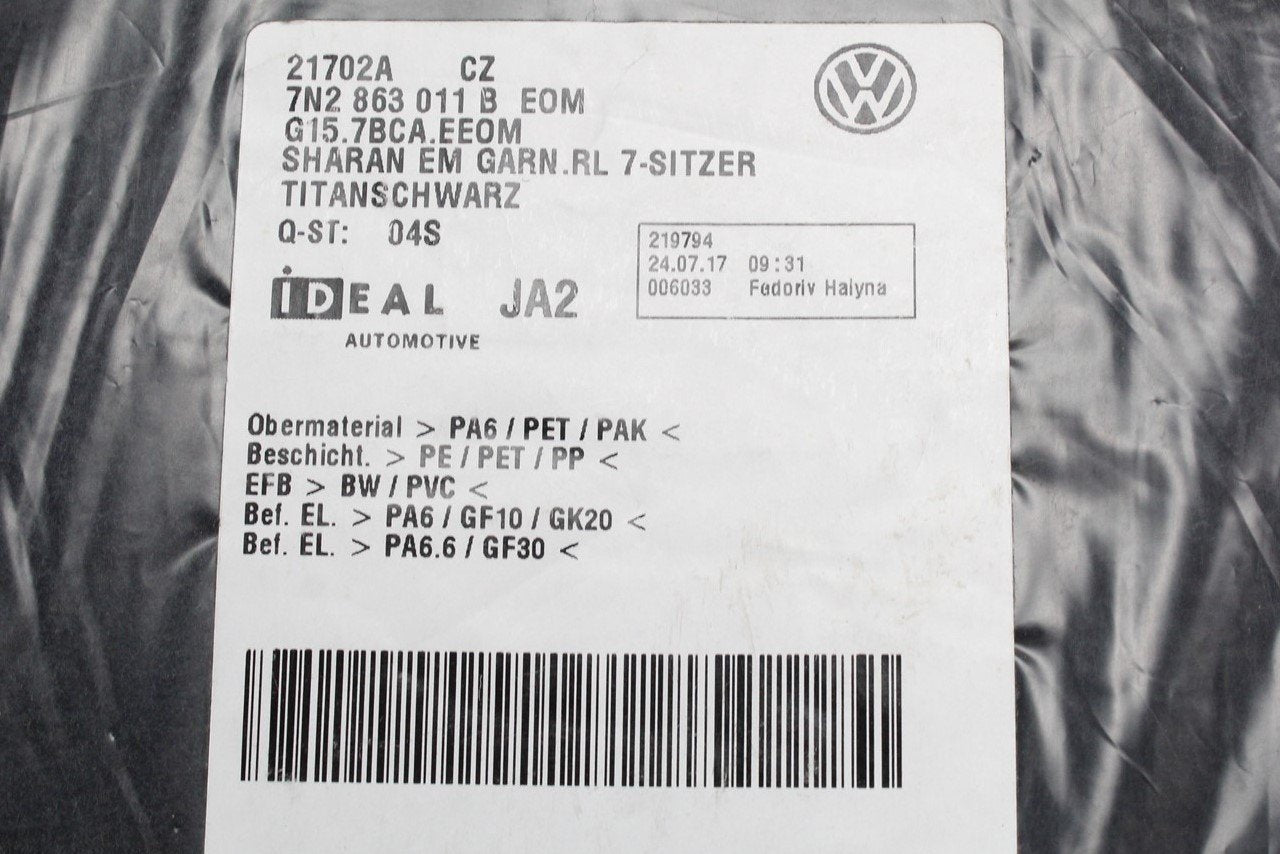 21702A CZ
7N2 863 011 B EOM
G15.7BCA.EEOM
SHARAN EM GARN.RL 7-SITZER
TITANSCHWARZ
Q-ST: 04S
219794
24.07.17 09:31
006033 Fedoriv Halyna
iDEAL JA2
AUTOMOTIVE
Obermaterial > PA6 / PET / PAK <
Beschicht. > PE / PET / PP <
EFB > BW / PVC <
Bef. EL. > PA6 / GF10 / GK20 <
Bef. EL. > PA6.6 / GF30 <